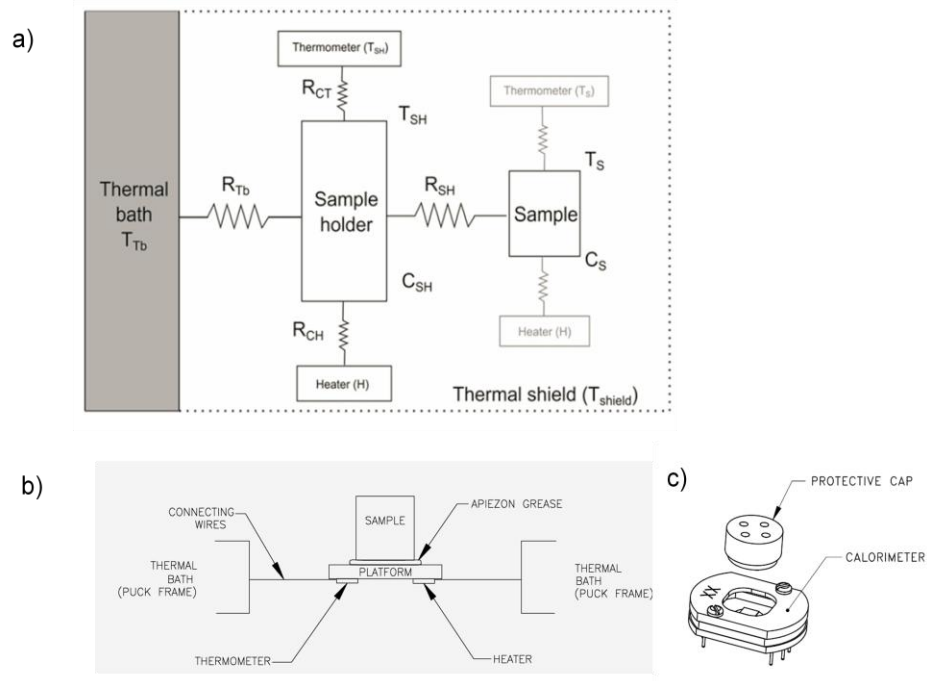 a)
Thermometer (T_SH)
R_CT
T_SH
Thermometer (T_S)
T_S
Thermal
bath
T_Tb
R_Tb
Sample
holder
R_SH
Sample
C_SH
C_S
R_CH
Heater (H)
Heater (H)
Thermal shield (T_shield)
b)
SAMPLE
APIEZON GREASE
CONNECTING
WIRES
THERMAL
BATH
(PUCK FRAME)
PLATFORM
THERMAL
BATH
(PUCK FRAME)
THERMOMETER
HEATER
c)
PROTECTIVE CAP
CALORIMETER
XX